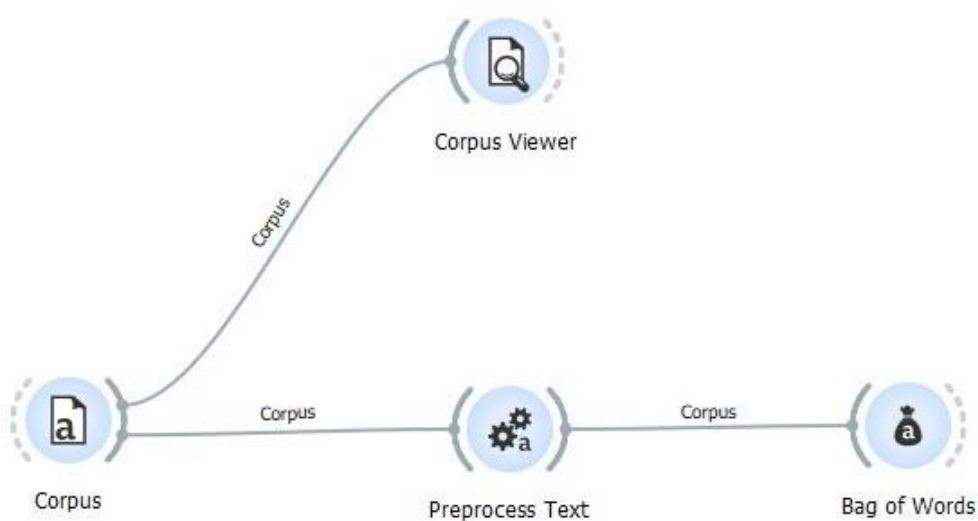 Corpus Viewer
Corpus
a
Corpus
Corpus
a
Corpus
a
Preprocess Text
Bag of Words